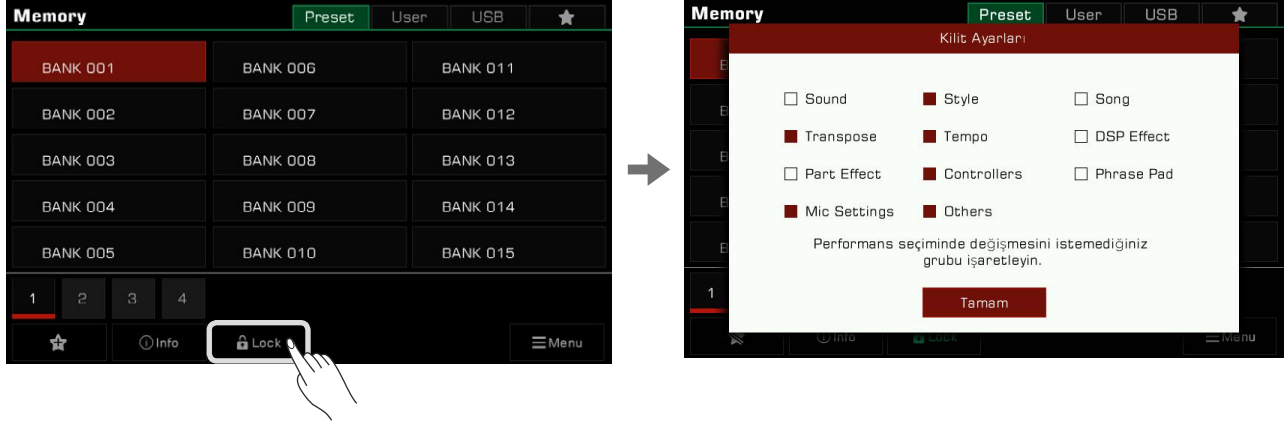 Memory
Preset
User
USB
BANK 001
BANK 006
BANK 011
BANK 002
BANK 007
BANK 012
BANK 003
BANK 008
BANK 013
BANK 004
BANK 009
BANK 014
BANK 005
BANK 010
BANK 015
1 2 3 4
Info
Lock
Menu
Memory
Preset
User
USB
Kilit Ayarları
Sound
Style
Song
Transpose
Tempo
DSP Effect
Part Effect
Controllers
Phrase Pad
Mic Settings
Others
Performans seçiminde değişmesini istemediğiniz
grubu işaretleyin.
Tamam
1
Info
Lock
Menu